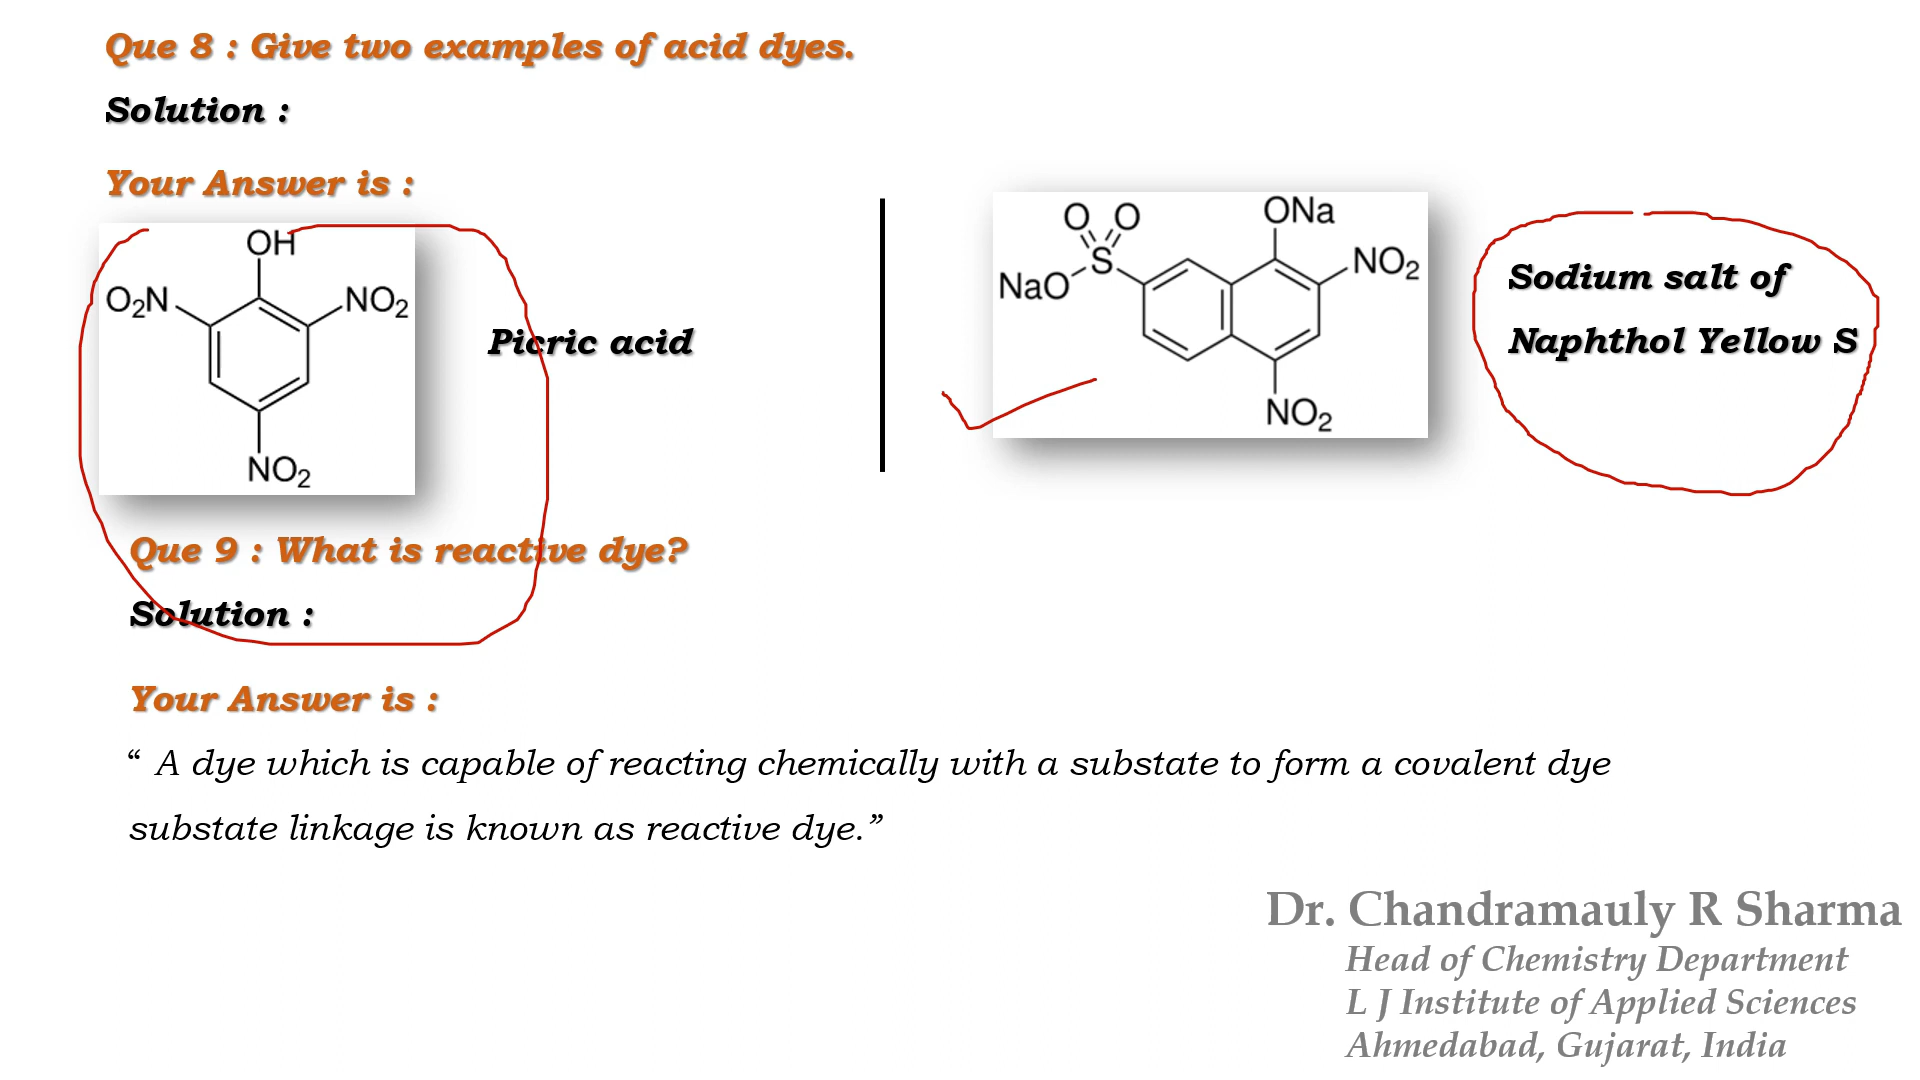 Que 8 : Give two examples of acid dyes.
Solution :
Your Answer is :
OH
O2N
NO2
NO2
Picric acid
O O
S
NaO
ONa
NO2
NO2
Sodium salt of
Naphthol Yellow S
Que 9 : What is reactive dye?
Solution :
Your Answer is :
“ A dye which is capable of reacting chemically with a substate to form a covalent dye
substate linkage is known as reactive dye.”
Dr. Chandramauly R Sharma
Head of Chemistry Department
L J Institute of Applied Sciences
Ahmedabad, Gujarat, India